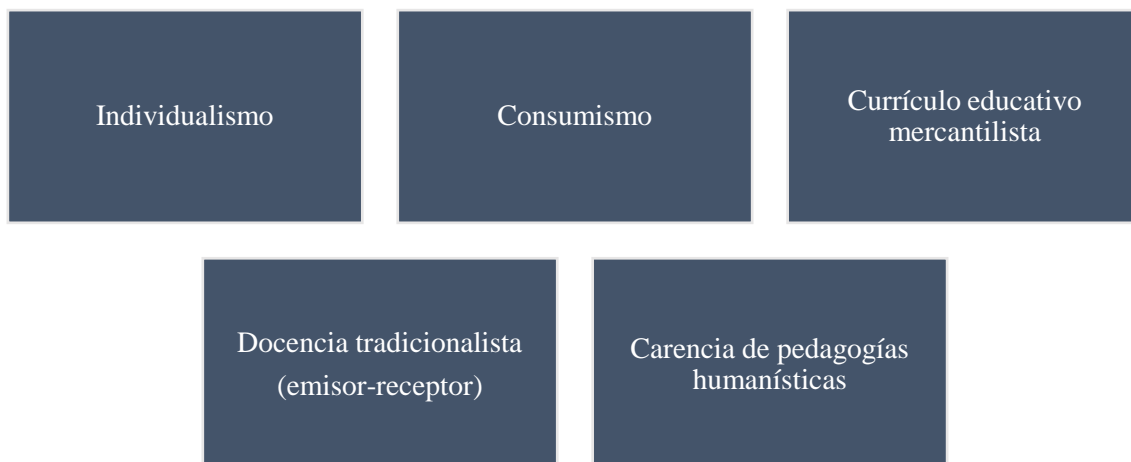 Individualismo
Consumismo
Currículo educativo
mercantilista
Docencia tradicionalista
(emisor-receptor)
Carencia de pedagogías
humanísticas